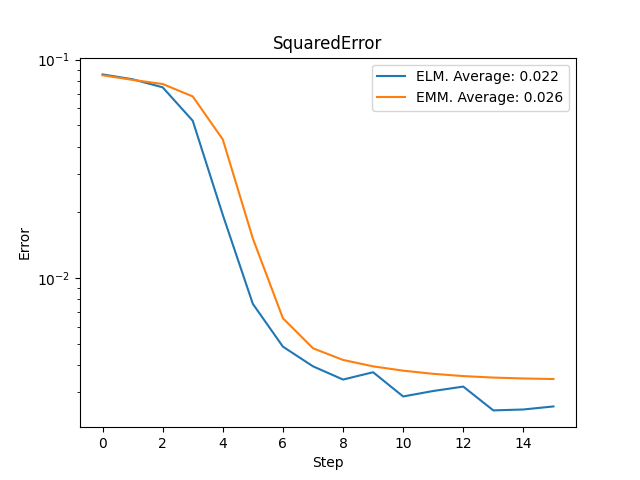 SquaredError
ELM. Average: 0.022
EMM. Average: 0.026
10⁻¹
10⁻²
Error
0 2 4 6 8 10 12 14
Step